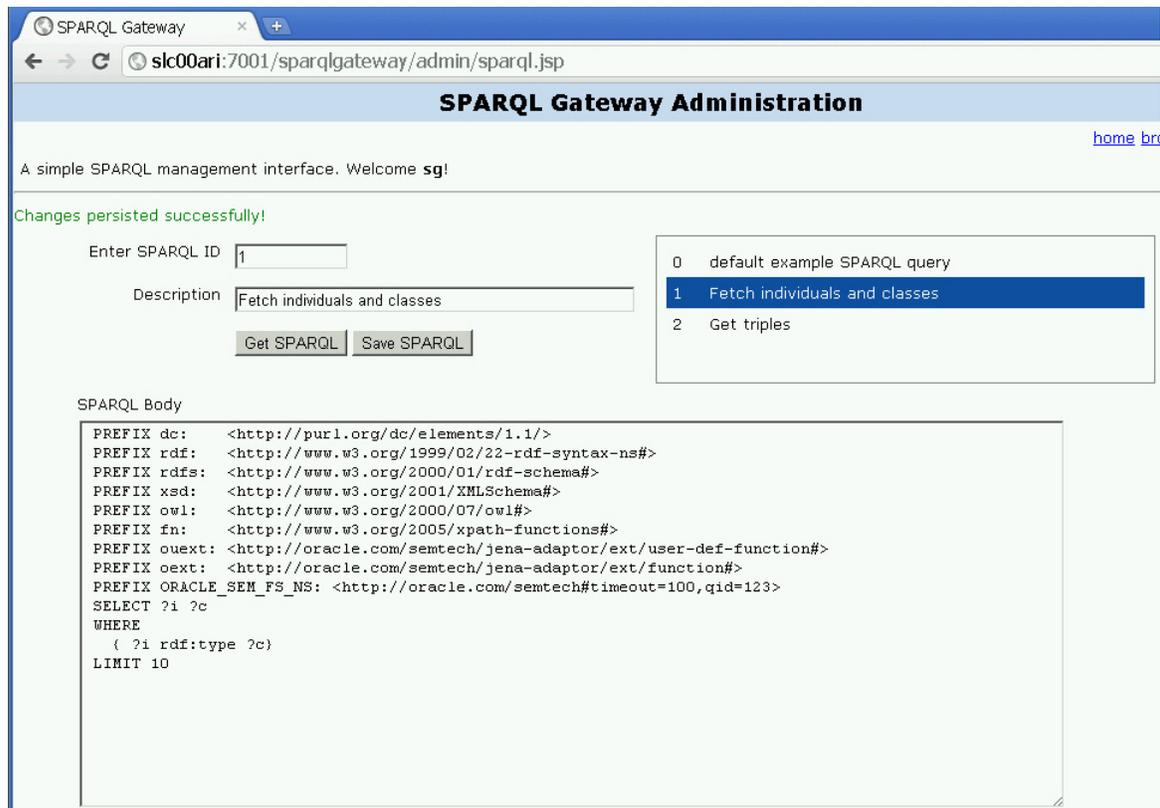 SPARQL Gateway
slc00ari:7001/sparqlgateway/admin/sparql.jsp
SPARQL Gateway Administration
home
A simple SPARQL management interface. Welcome sg!
Changes persisted successfully!
Enter SPARQL ID 1
Description Fetch individuals and classes
Get SPARQL Save SPARQL
0 default example SPARQL query
1 Fetch individuals and classes
2 Get triples
SPARQL Body
PREFIX dc: <http://purl.org/dc/elements/1.1/>
PREFIX rdf: <http://www.w3.org/1999/02/22-rdf-syntax-ns#>
PREFIX rdfs: <http://www.w3.org/2000/01/rdf-schema#>
PREFIX xsd: <http://www.w3.org/2001/XMLSchema#>
PREFIX owl: <http://www.w3.org/2000/07/owl#>
PREFIX fn: <http://www.w3.org/2005/xpath-functions#>
PREFIX ouext: <http://oracle.com/semtech/jena-adaptor/ext/user-def-function#>
PREFIX oext: <http://oracle.com/semtech/jena-adaptor/ext/function#>
PREFIX ORACLE_SEM_FS_NS: <http://oracle.com/semtech#timeout=100,qid=123>
SELECT ?i ?c
WHERE
{ ?i rdf:type ?c}
LIMIT 10